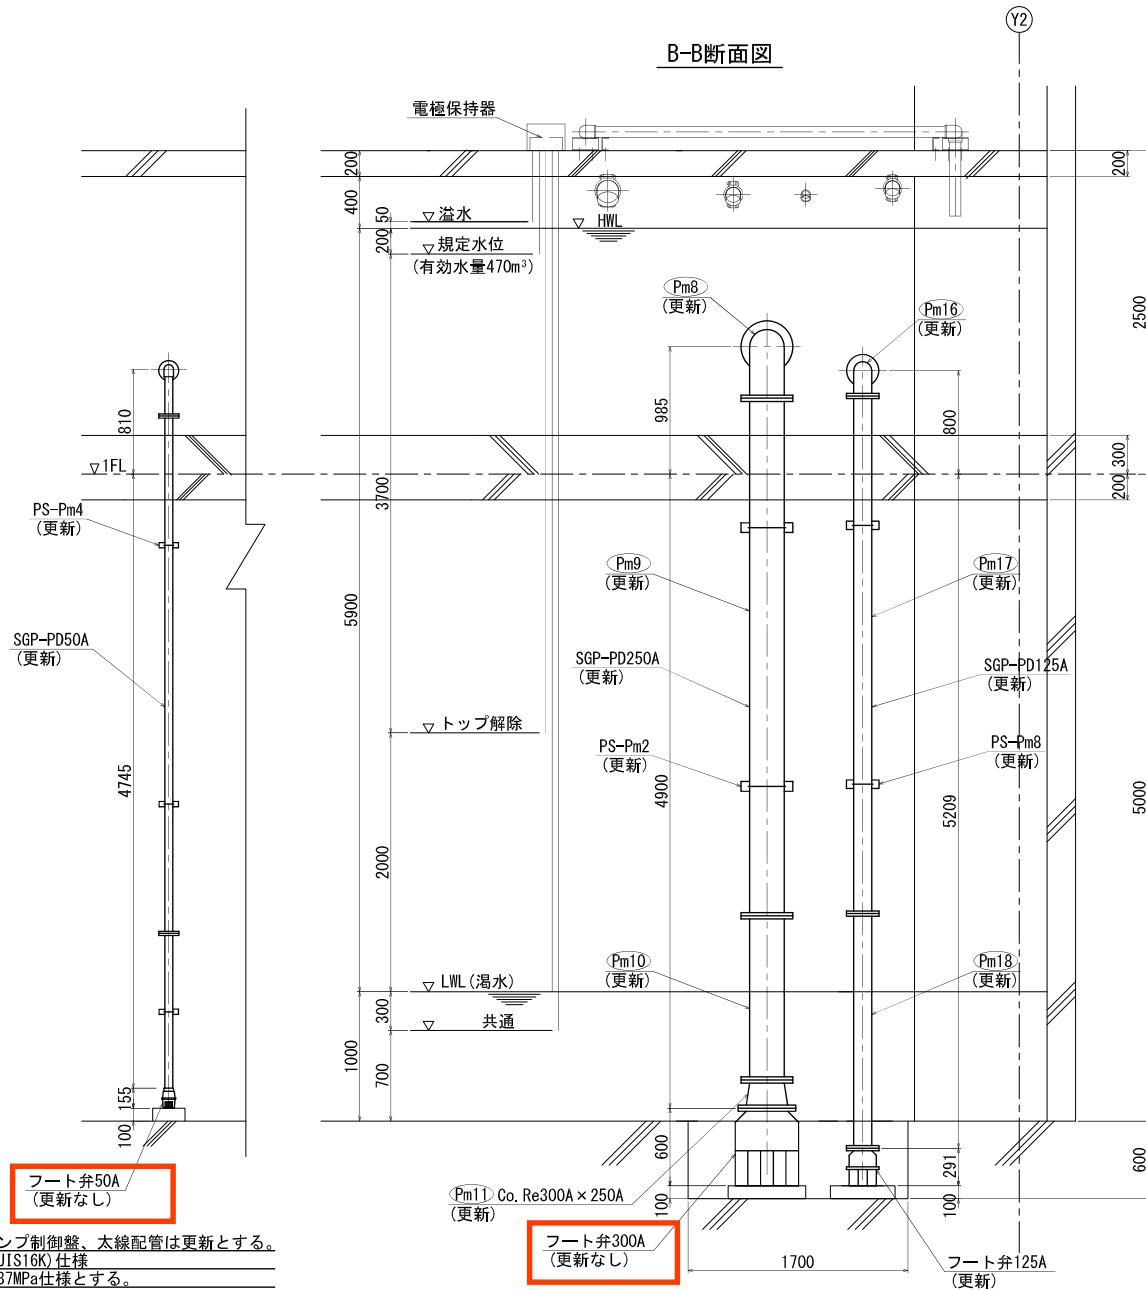 Y2
B-B断面図
電極保持器
200
400
50
200
▽溢水
▽規定水位
(有効水量470m³)
▽ HWL
200
2500
Pm8
(更新)
Pm16
(更新)
810
985
800
300
200
▽1FL
3700
PS-Pm4
(更新)
Pm9
(更新)
Pm17
(更新)
5900
SGP-PD50A
(更新)
SGP-PD250A
(更新)
SGP-PD125A
(更新)
▽トップ解除
PS-Pm2
(更新)
PS-Pm8
(更新)
4745
4900
5209
5000
2000
Pm10
(更新)
Pm18
(更新)
▽ LWL(渇水)
300
▽ 共通
1000
700
155
100
600
100
291
100
600
フート弁50A
(更新なし)
Pm11 Co.Re300A×250A
(更新)
フート弁300A
(更新なし)
1700
フート弁125A
(更新)
ンプ制御盤、太線配管は更新とする。
JIS16K)仕様
37MPa仕様とする。